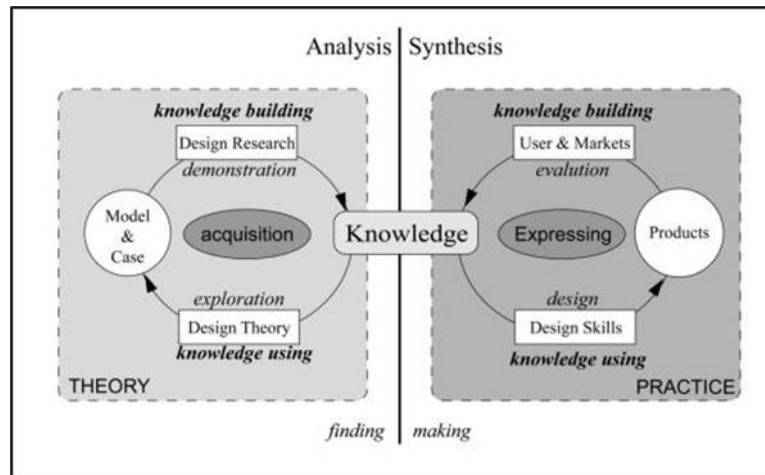 Analysis
Synthesis
knowledge building
Design Research
demonstration
Model
&
Case
acquisition
exploration
Design Theory
knowledge using
THEORY
Knowledge
knowledge building
User & Markets
evalution
Expressing
Products
design
Design Skills
knowledge using
PRACTICE
finding
making